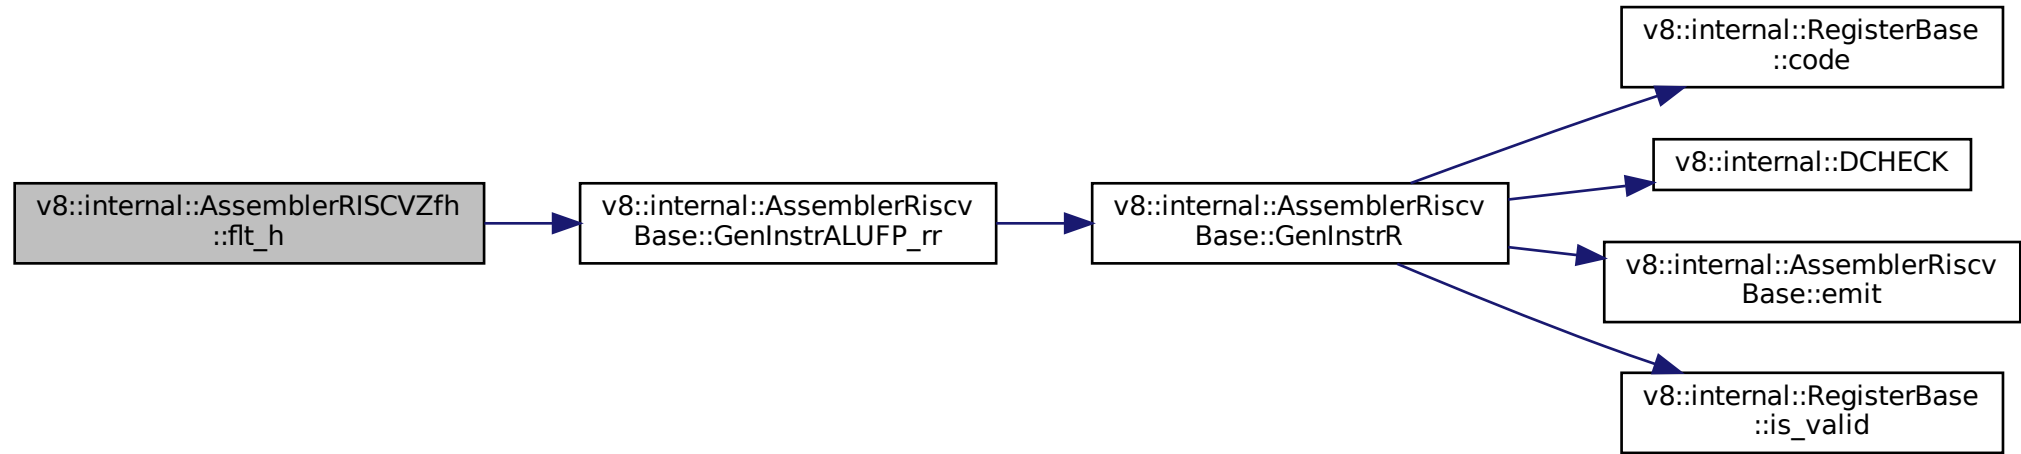 v8::internal::AssemblerRISCVZfh
::flt_h
v8::internal::AssemblerRiscv
Base::GenInstrALUFP_rr
v8::internal::AssemblerRiscv
Base::GenInstrR
v8::internal::RegisterBase
::code
v8::internal::DCHECK
v8::internal::AssemblerRiscv
Base::emit
v8::internal::RegisterBase
::is_valid